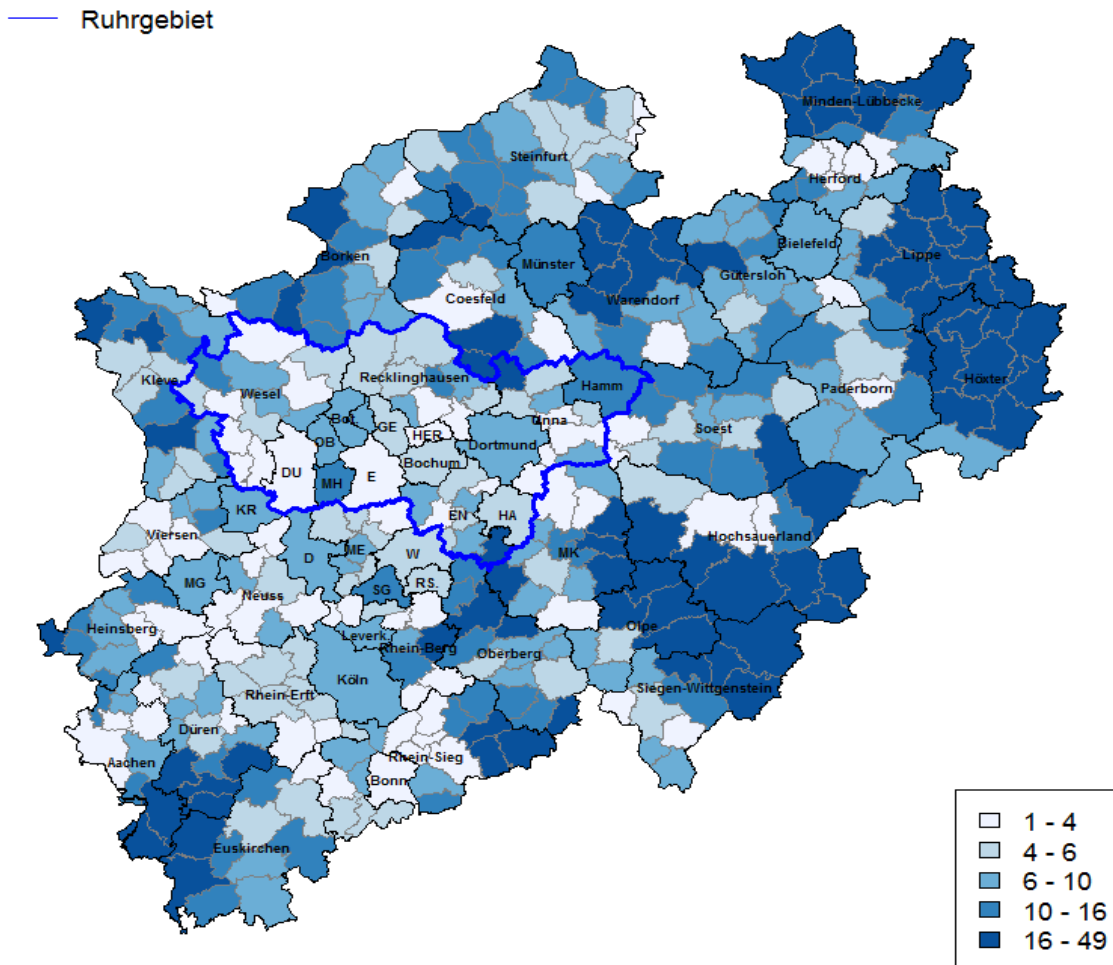 Ruhrgebiet
Minden-Lübbecke
Steinfurt
Herford
Bielefeld
Borken
Münster
Lippe
Gütersloh
Coesfeld
Warendorf
Kleve
Recklinghausen
Hamm
Höxter
Paderborn
Wesel
Bot.
GE
HER
Unna
Soest
OB
Dortmund
Bochum
DU
MH
E
KR
EN
HA
Viersen
Hochsauerland
D
ME
W
MK
MG
SG
RS.
Neuss
Heinsberg
Leverk.
Rhein-Berg
Oberberg
Olpe
Köln
Rhein-Erft
Siegen-Wittgenstein
Düren
Aachen
Rhein-Sieg
Bonn
Euskirchen
1 - 4
4 - 6
6 - 10
10 - 16
16 - 49